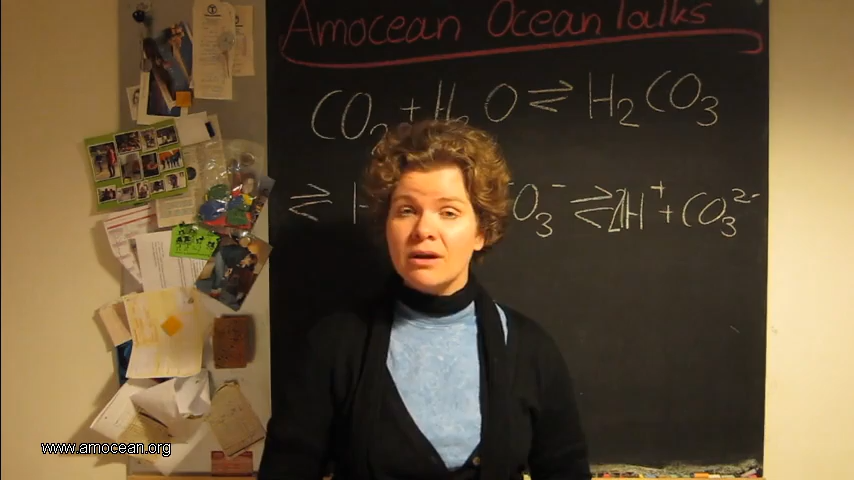 Amocean Ocean Talks
CO₂ + H₂O ⇌ H₂CO₃
⇌ H O₃⁻ ⇌ 2H⁺ + CO₃²⁻
www.amocean.org